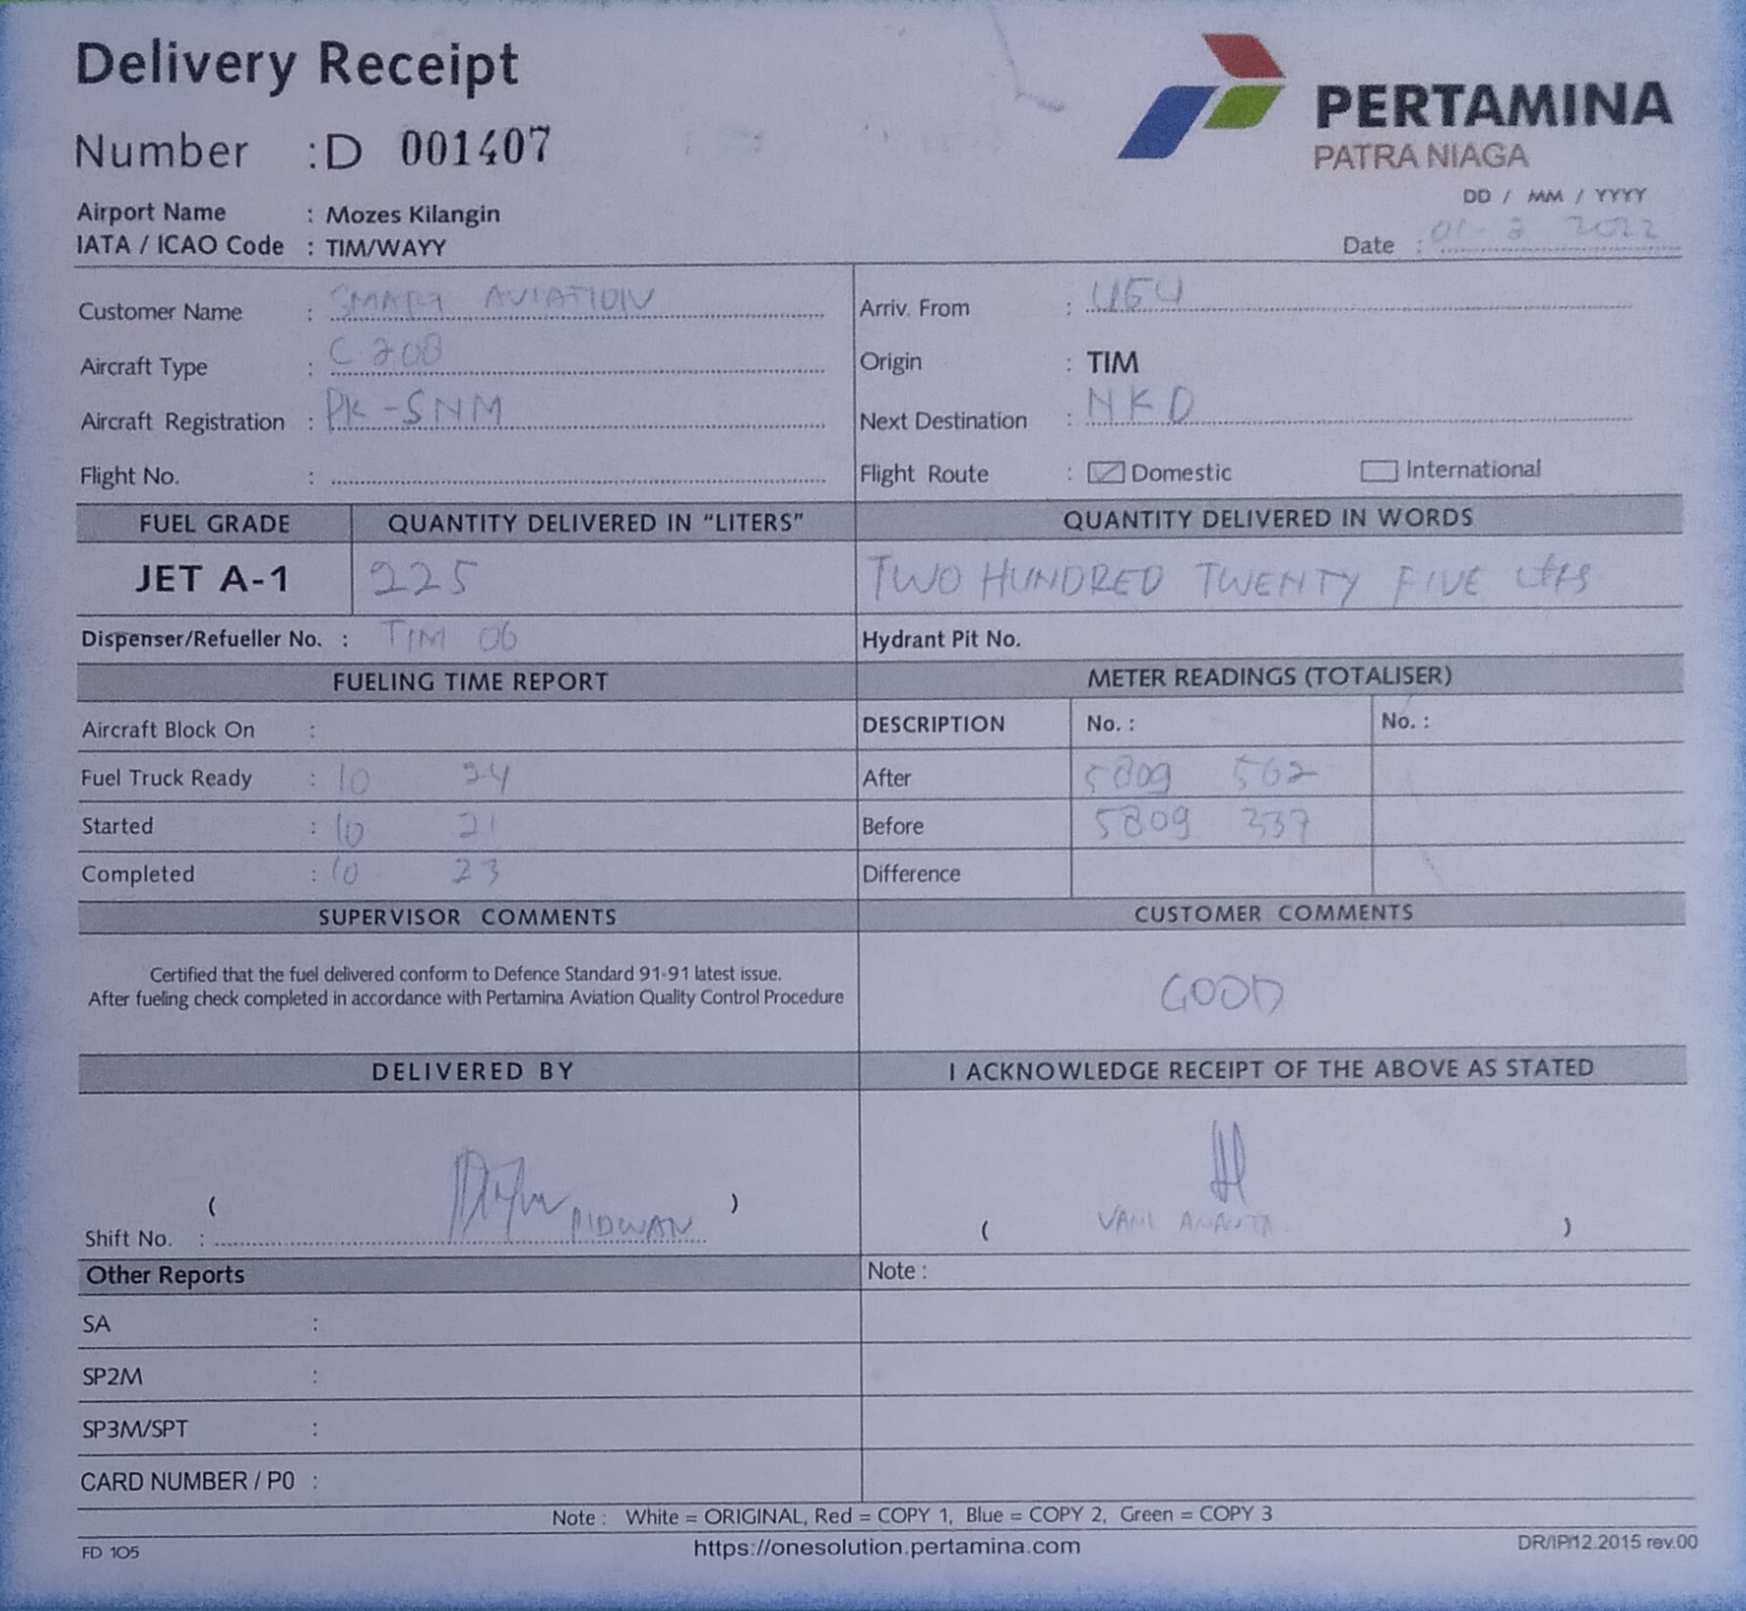 Delivery Receipt
PERTAMINA
PATRA NIAGA
Number : D 001407
DD / MM / YYYY
Airport Name : Mozes Kilangin
IATA / ICAO Code : TIM/WAYY
Date : 01 - 2 2022
Customer Name : SMART AVIATION
Arriv. From :
Aircraft Type : C 208
Origin : TIM
Aircraft Registration : PK-SNM
Next Destination : NKD
Flight No. :
Flight Route : Domestic International
FUEL GRADE QUANTITY DELIVERED IN “LITERS” QUANTITY DELIVERED IN WORDS
JET A-1 225 TWO HUNDRED TWENTY FIVE Ltrs
Dispenser/Refueller No. : TIM 06 Hydrant Pit No.
FUELING TIME REPORT METER READINGS (TOTALISER)
Aircraft Block On : DESCRIPTION No. : No. :
Fuel Truck Ready : 10 24 After 5809 562
Started : 10 21 Before 5809 337
Completed : 10 23 Difference
SUPERVISOR COMMENTS CUSTOMER COMMENTS
Certified that the fuel delivered conform to Defence Standard 91-91 latest issue.
After fueling check completed in accordance with Pertamina Aviation Quality Control Procedure
GOOD
DELIVERED BY I ACKNOWLEDGE RECEIPT OF THE ABOVE AS STATED
( )
Shift No. : RIDWAN
( VANI )
Other Reports Note :
SA :
SP2M :
SP3M/SPT :
CARD NUMBER / P0 :
Note : White = ORIGINAL, Red = COPY 1, Blue = COPY 2, Green = COPY 3
FD 105 https://onesolution.pertamina.com DR/IP/12.2015 rev.00